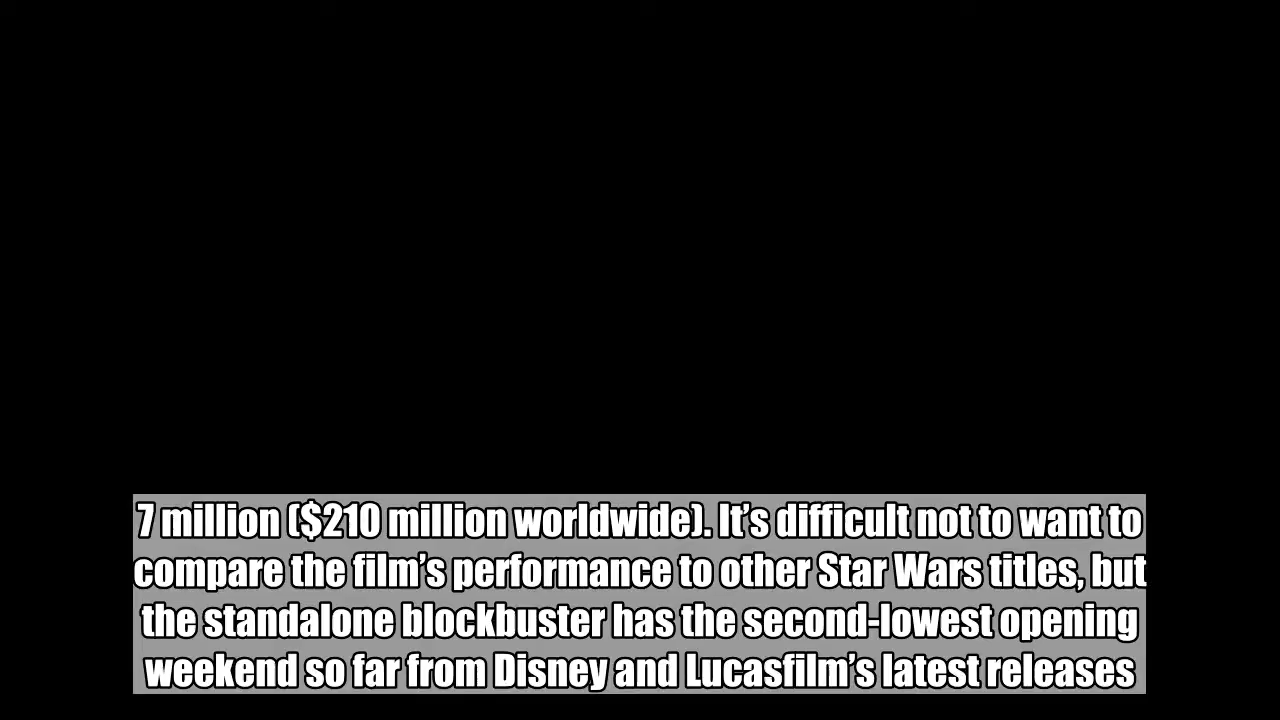 7 million ($210 million worldwide). It’s difficult not to want to
compare the film’s performance to other Star Wars titles, but
the standalone blockbuster has the second-lowest opening
weekend so far from Disney and Lucasfilm’s latest releases